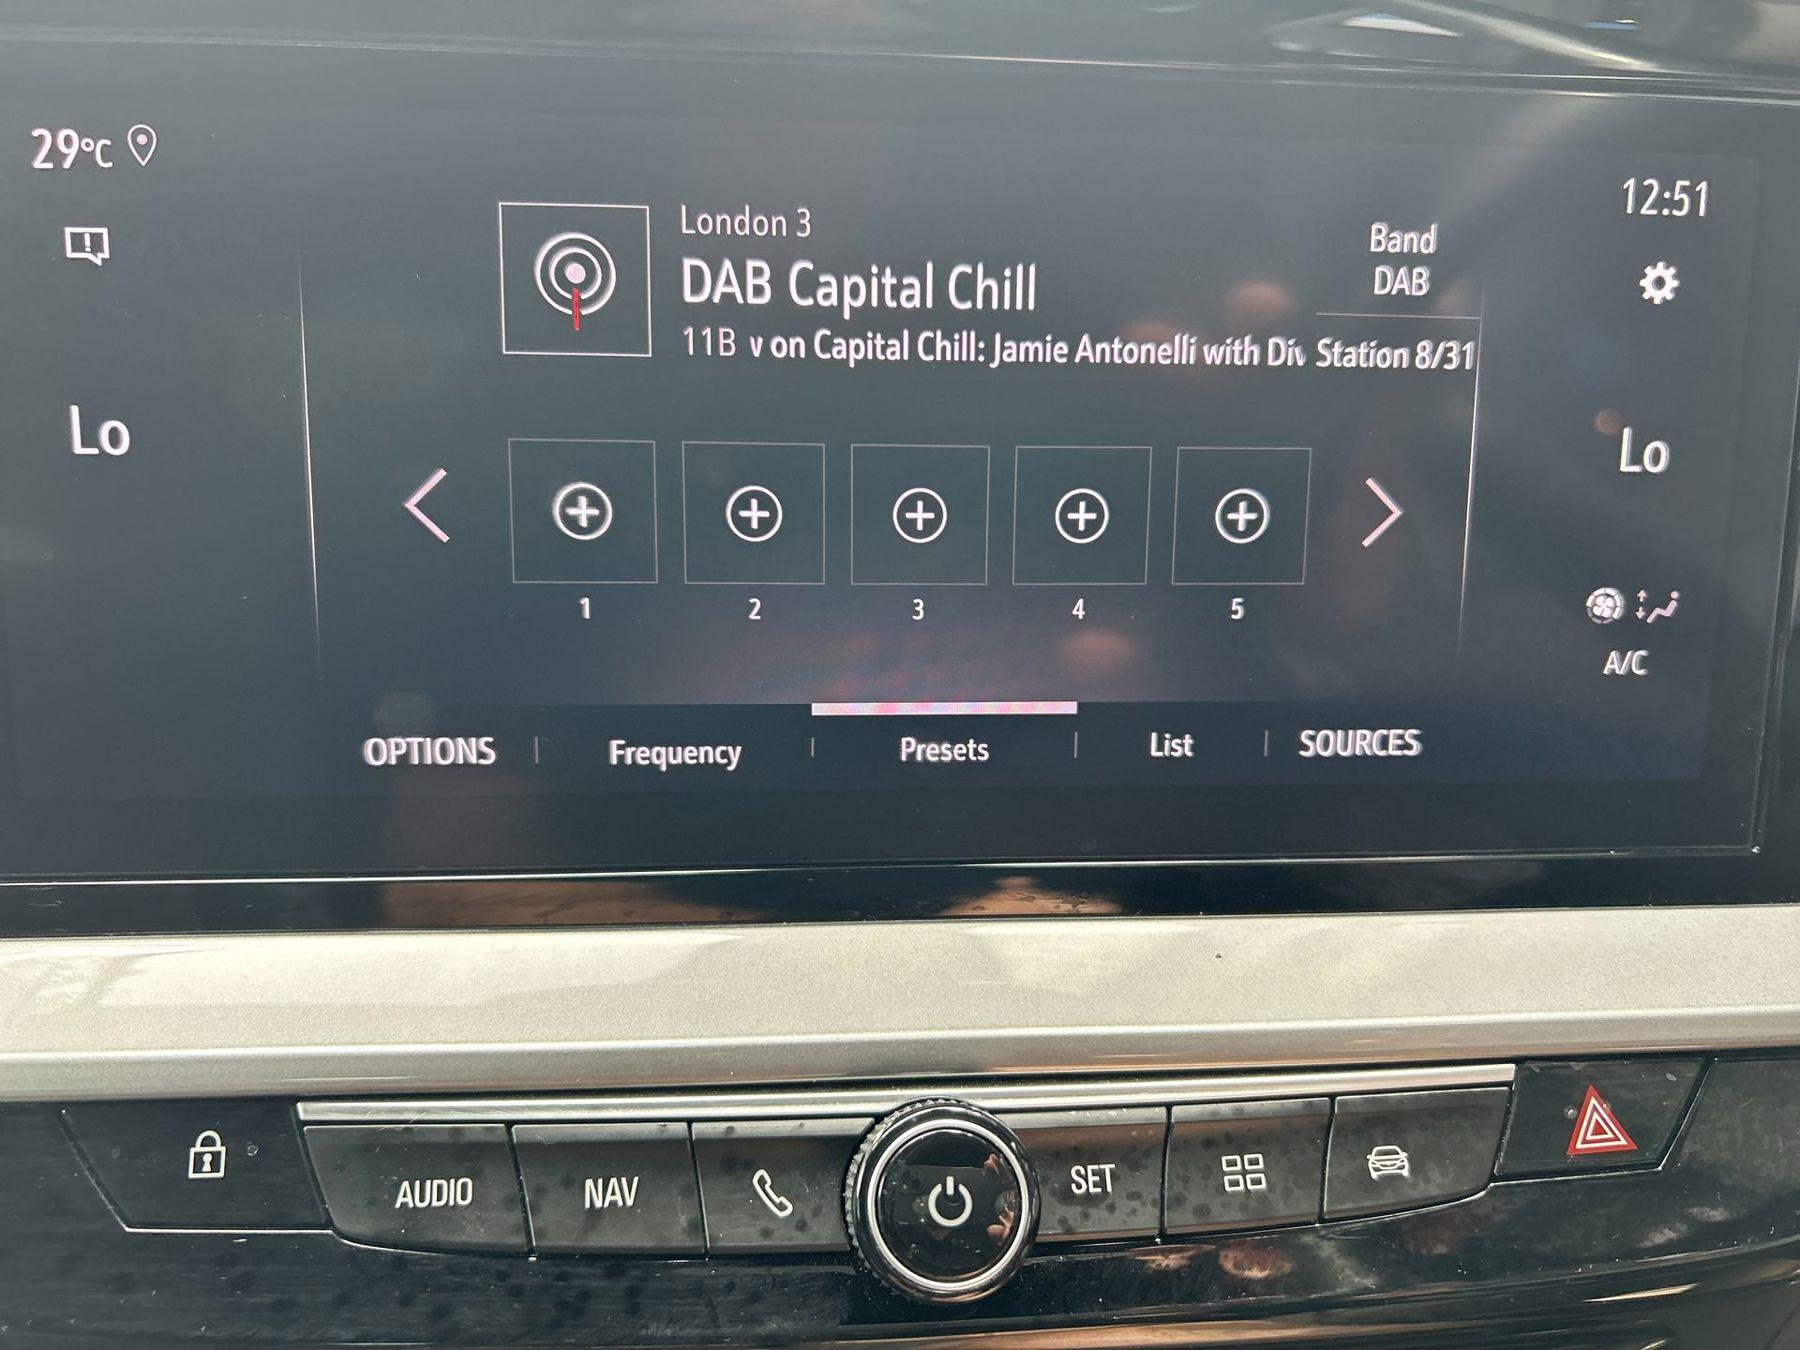 29°C
12:51
London 3
DAB Capital Chill
11B v on Capital Chill: Jamie Antonelli with Div
Band
DAB
Station 8/31
Lo
Lo
1 2 3 4 5
A/C
OPTIONS Frequency Presets List SOURCES
AUDIO NAV SET